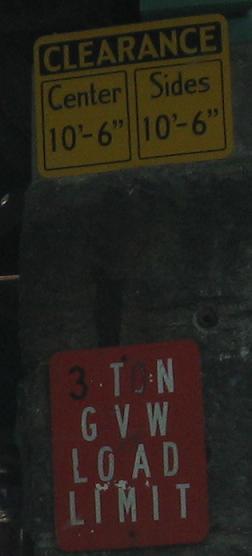 CLEARANCE
Center Sides
10'-6" 10'-6"
3 TON
GVW
LOAD
LIMIT